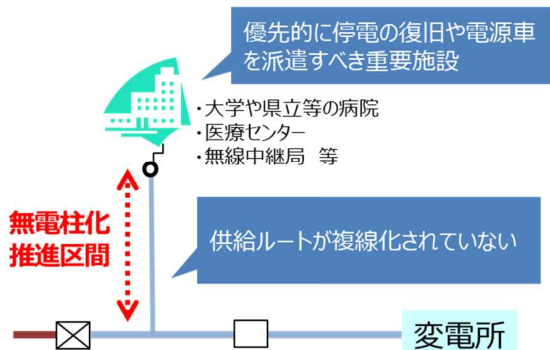 優先的に停電の復旧や電源車
を派遣すべき重要施設
・大学や県立等の病院
・医療センター
・無線中継局 等
無電柱化
推進区間
供給ルートが複線化されていない
変電所